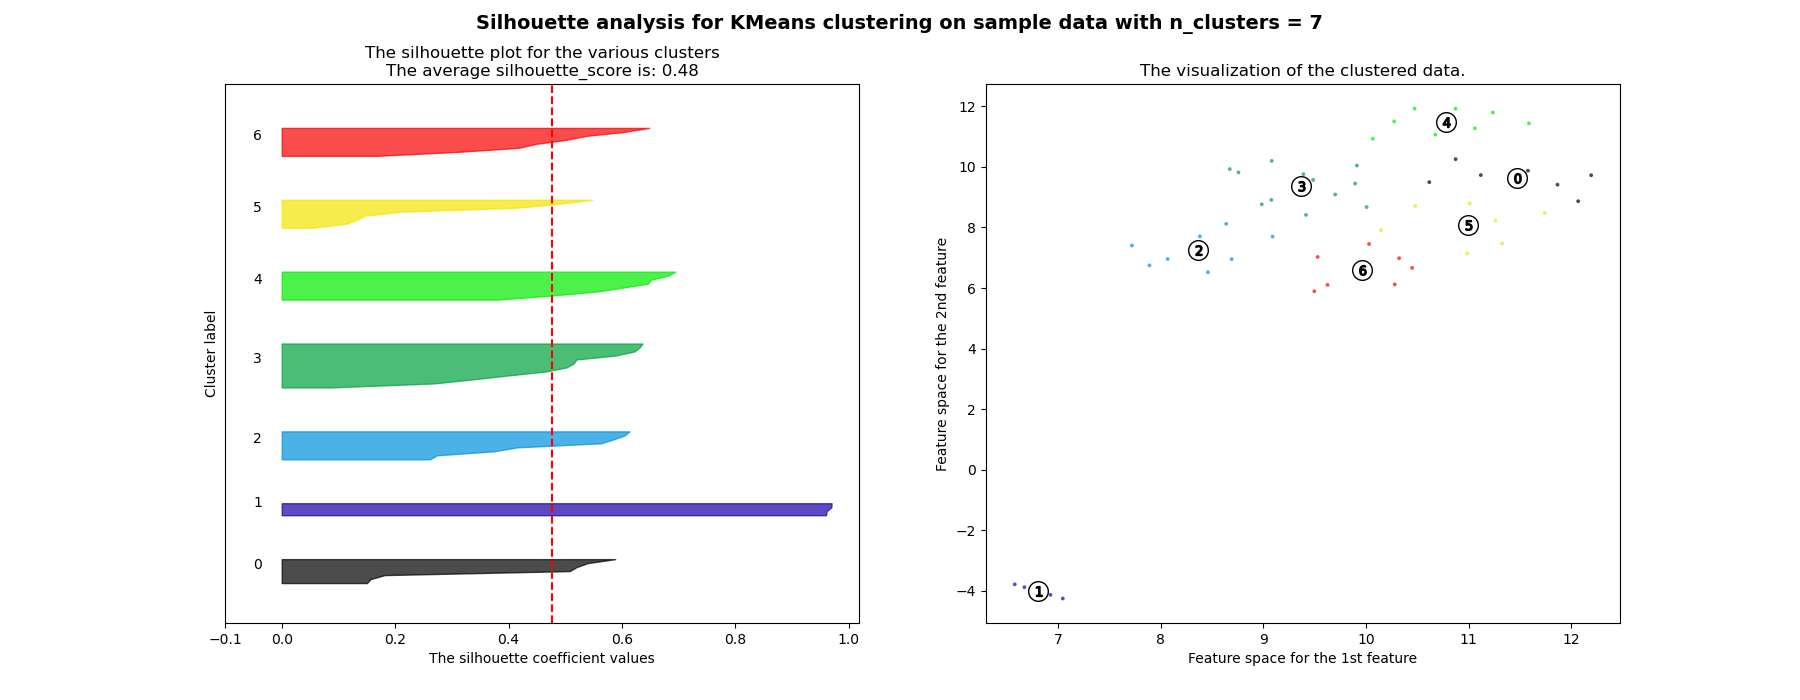 Silhouette analysis for KMeans clustering on sample data with n_clusters = 7
The silhouette plot for the various clusters
The average silhouette_score is: 0.48
Cluster label
6
5
4
3
2
1
0
−0.1 0.0 0.2 0.4 0.6 0.8 1.0
The silhouette coefficient values
The visualization of the clustered data.
Feature space for the 2nd feature
12
10
8
6
4
2
0
−2
−4
4
0
3
5
2
6
1
7 8 9 10 11 12
Feature space for the 1st feature